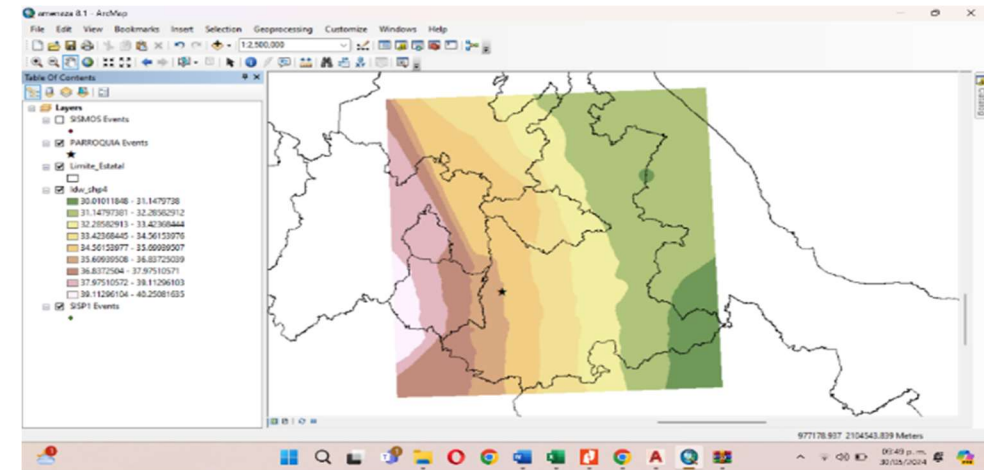 amenaza 8.1 - ArcMap
File Edit View Bookmarks Insert Selection Geoprocessing Customize Windows Help
1:2,500,000
Table Of Contents
Layers
SISMOS Events
PARROQUIA Events
Limite_Estatal
Idw_shp4
30.01011848 - 31.1479738
31.14797381 - 32.28582912
32.28582913 - 33.42368444
33.42368445 - 34.56153976
34.56153977 - 35.69939507
35.69939508 - 36.83725039
36.8372504 - 37.97510571
37.97510572 - 39.11296103
39.11296104 - 40.25081635
SISP1 Events
Catalog
977178.937 2104543.839 Meters
09:49 p. m.
30/05/2024